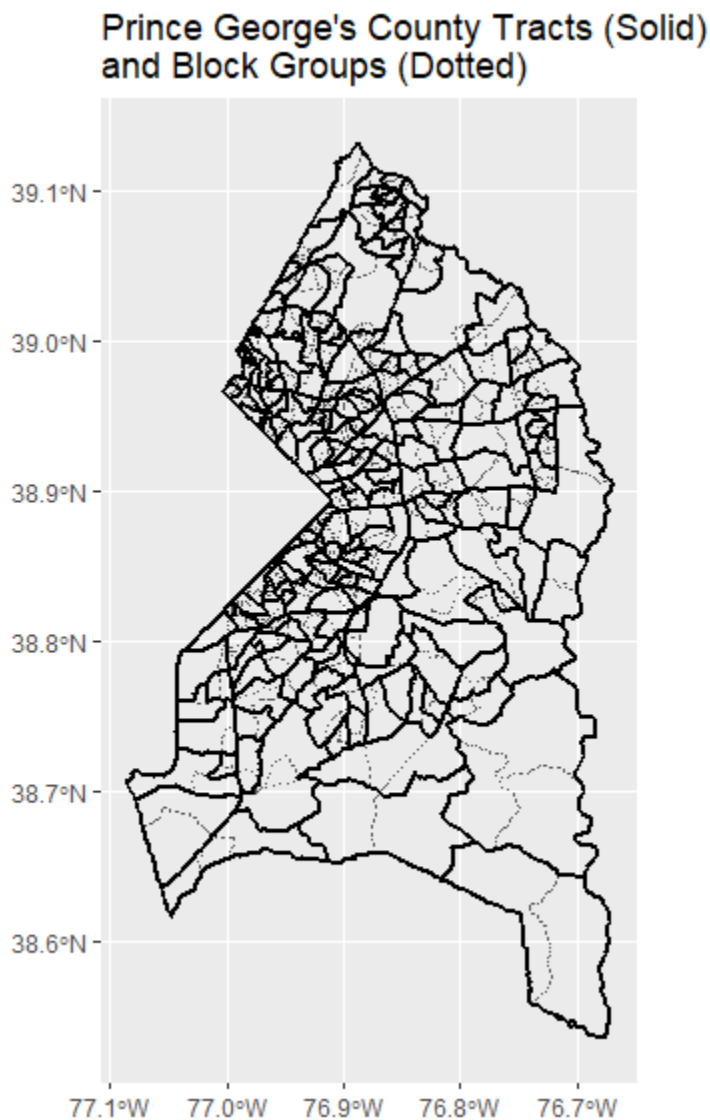 Prince George's County Tracts (Solid)
and Block Groups (Dotted)
39.1°N
39.0°N
38.9°N
38.8°N
38.7°N
38.6°N
77.1°W 77.0°W 76.9°W 76.8°W 76.7°W